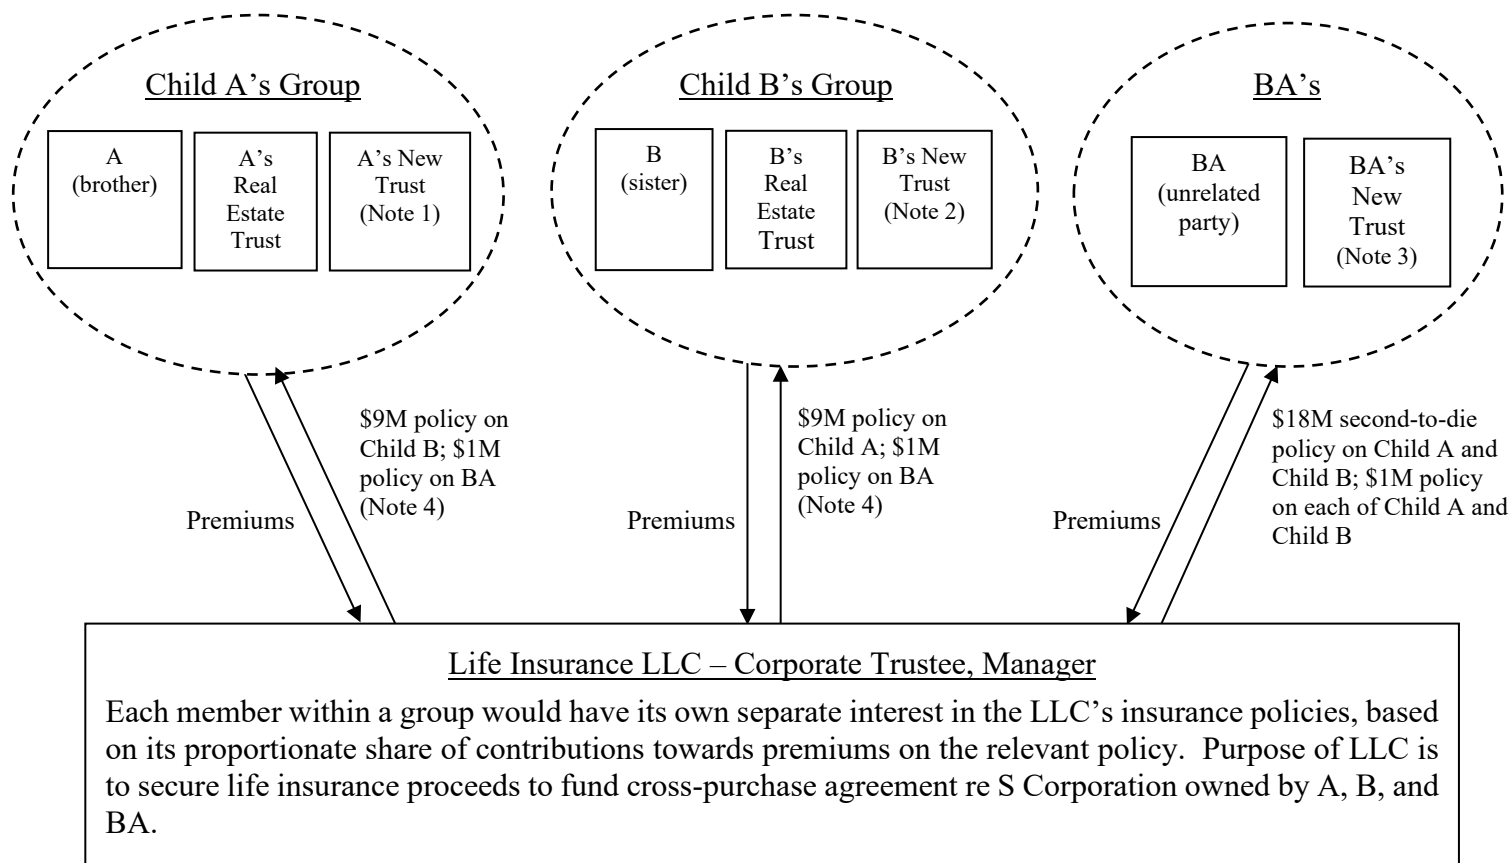 Child A’s Group
A
(brother)
A’s
Real
Estate
Trust
A’s New
Trust
(Note 1)
Child B’s Group
B
(sister)
B’s
Real
Estate
Trust
B’s New
Trust
(Note 2)
BA’s
BA
(unrelated
party)
BA’s
New
Trust
(Note 3)
Premiums
$9M policy on
Child B; $1M
policy on BA
(Note 4)
Premiums
$9M policy on
Child A; $1M
policy on BA
(Note 4)
Premiums
$18M second-to-die
policy on Child A and
Child B; $1M policy
on each of Child A and
Child B
Life Insurance LLC – Corporate Trustee, Manager
Each member within a group would have its own separate interest in the LLC’s insurance policies, based
on its proportionate share of contributions towards premiums on the relevant policy.  Purpose of LLC is
to secure life insurance proceeds to fund cross-purchase agreement re S Corporation owned by A, B, and
BA.